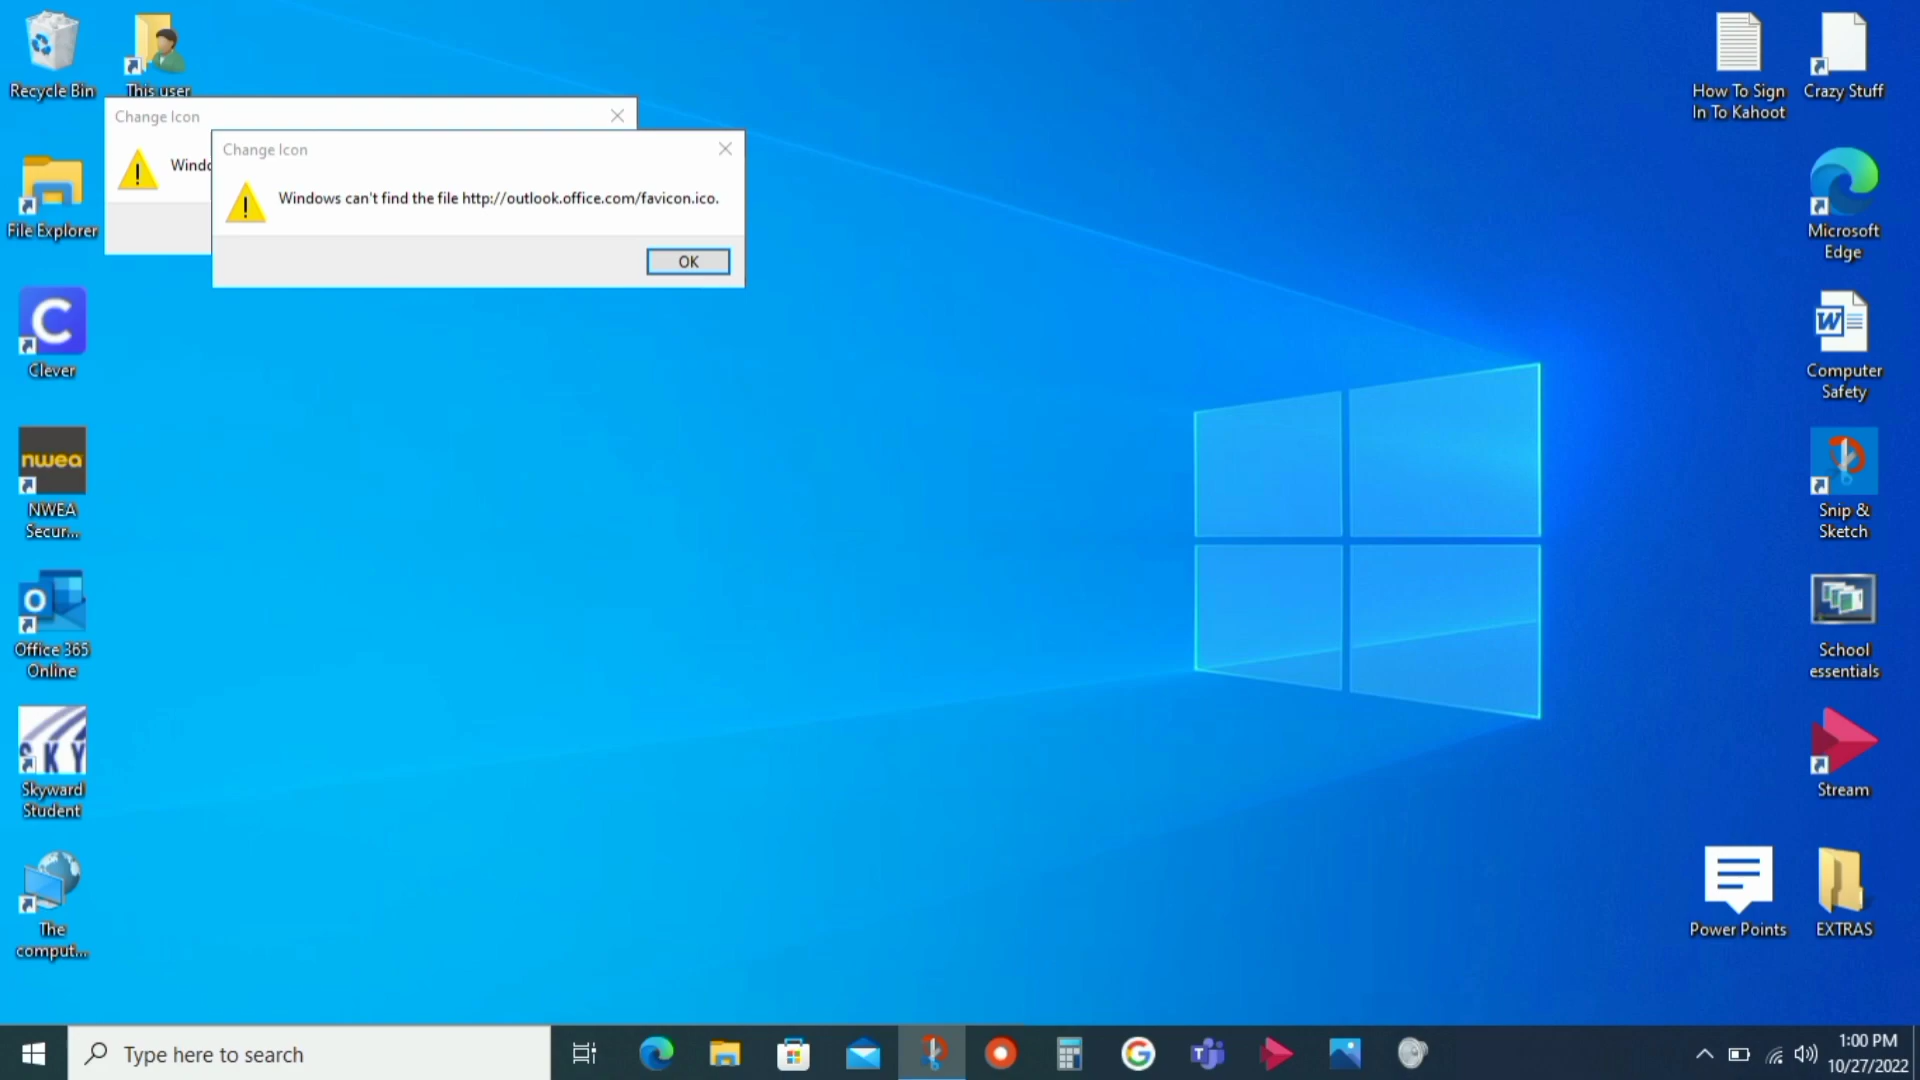 Recycle Bin
This user
File Explorer
C
Clever
nwea
NWEA
Secur...
O
Office 365
Online
SKY
Skyward
Student
The
comput...
Change Icon
Windo
Change Icon
Windows can't find the file http://outlook.office.com/favicon.ico.
OK
How To Sign
In To Kahoot
Crazy Stuff
Microsoft
Edge
W
Computer
Safety
Snip &
Sketch
School
essentials
Stream
Power Points
EXTRAS
Type here to search
G
T
1:00 PM
10/27/2022